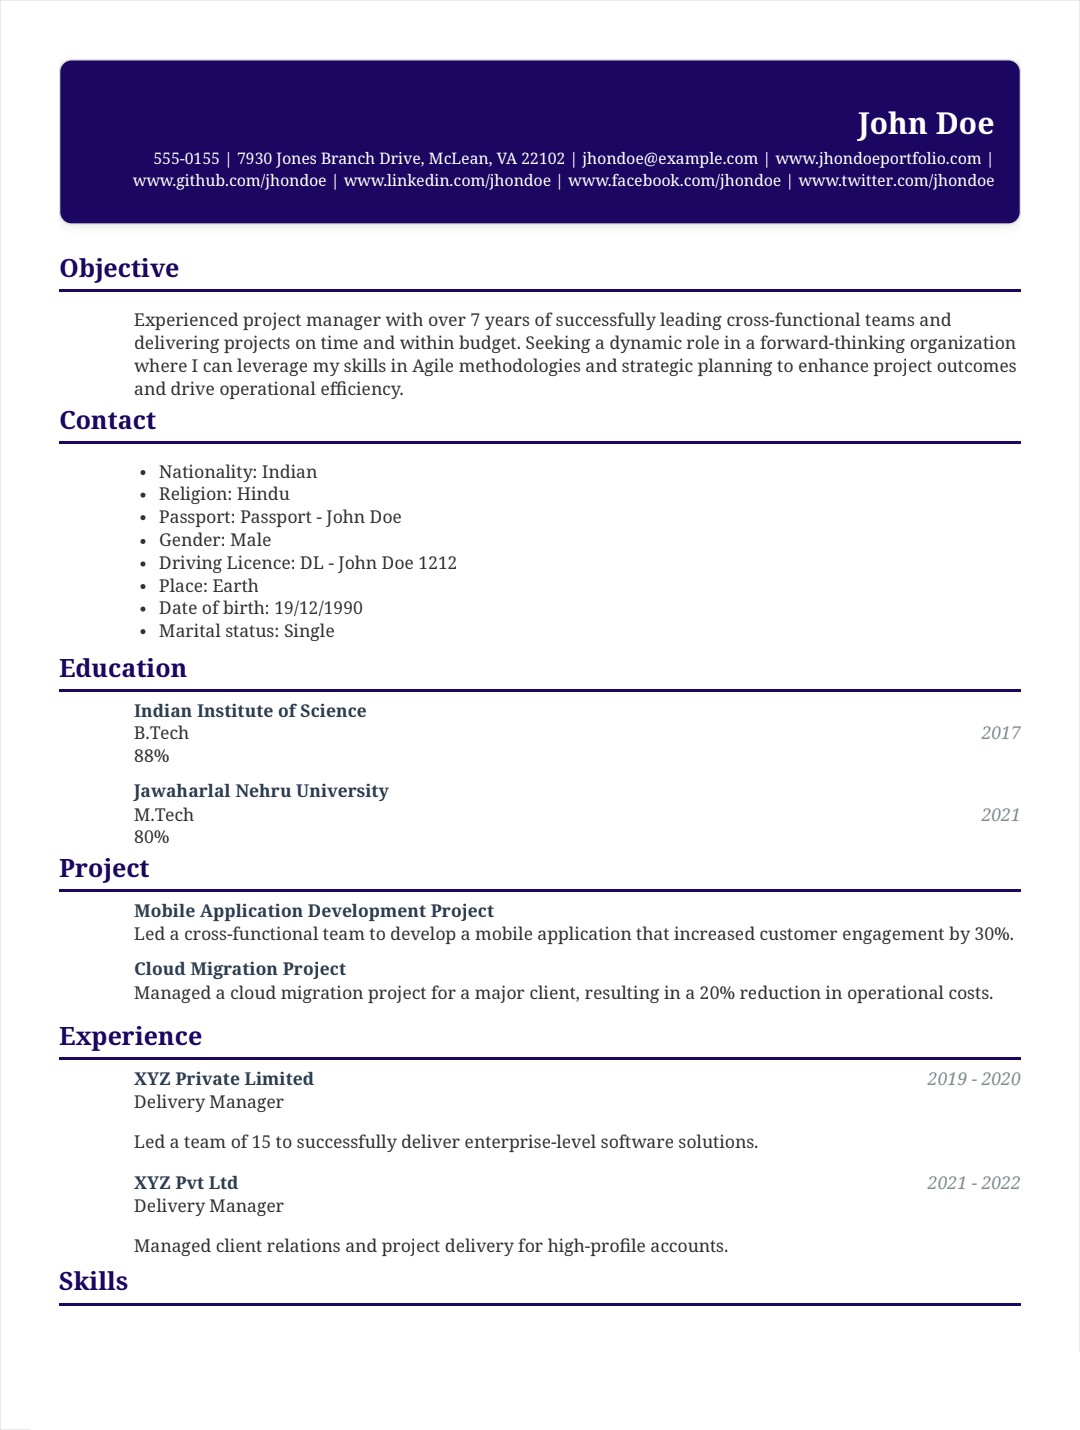 John Doe
555-0155 | 7930 Jones Branch Drive, McLean, VA 22102 | jhondoe@example.com | www.jhondoeportfolio.com |
www.github.com/jhondoe | www.linkedin.com/jhondoe | www.facebook.com/jhondoe | www.twitter.com/jhondoe
Objective
Experienced project manager with over 7 years of successfully leading cross-functional teams and
delivering projects on time and within budget. Seeking a dynamic role in a forward-thinking organization
where I can leverage my skills in Agile methodologies and strategic planning to enhance project outcomes
and drive operational efficiency.
Contact
• Nationality: Indian
• Religion: Hindu
• Passport: Passport - John Doe
• Gender: Male
• Driving Licence: DL - John Doe 1212
• Place: Earth
• Date of birth: 19/12/1990
• Marital status: Single
Education
Indian Institute of Science
B.Tech 2017
88%
Jawaharlal Nehru University
M.Tech 2021
80%
Project
Mobile Application Development Project
Led a cross-functional team to develop a mobile application that increased customer engagement by 30%.
Cloud Migration Project
Managed a cloud migration project for a major client, resulting in a 20% reduction in operational costs.
Experience
XYZ Private Limited 2019 - 2020
Delivery Manager
Led a team of 15 to successfully deliver enterprise-level software solutions.
XYZ Pvt Ltd 2021 - 2022
Delivery Manager
Managed client relations and project delivery for high-profile accounts.
Skills